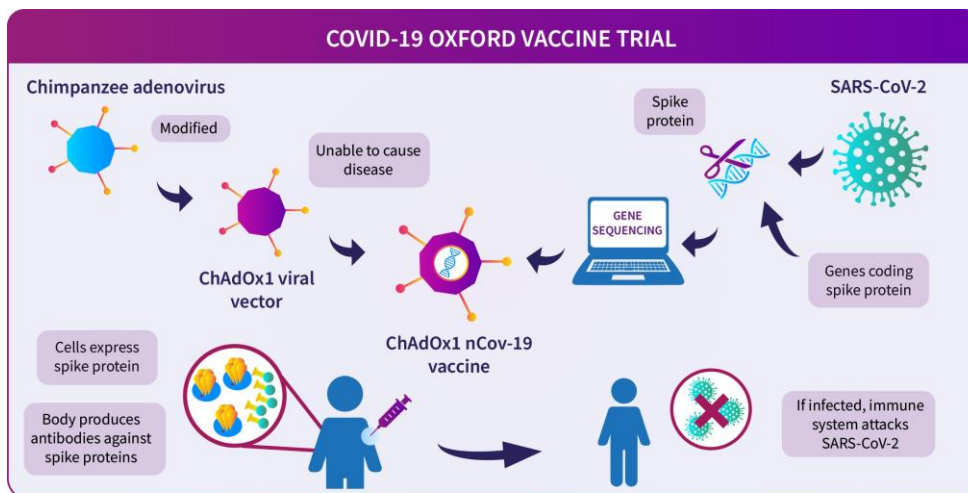 COVID-19 OXFORD VACCINE TRIAL
Chimpanzee adenovirus
Modified
Unable to cause
disease
Spike
protein
SARS-CoV-2
GENE
SEQUENCING
Genes coding
spike protein
ChAdOx1 viral
vector
ChAdOx1 nCov-19
vaccine
Cells express
spike protein
Body produces
antibodies against
spike proteins
If infected, immune
system attacks
SARS-CoV-2